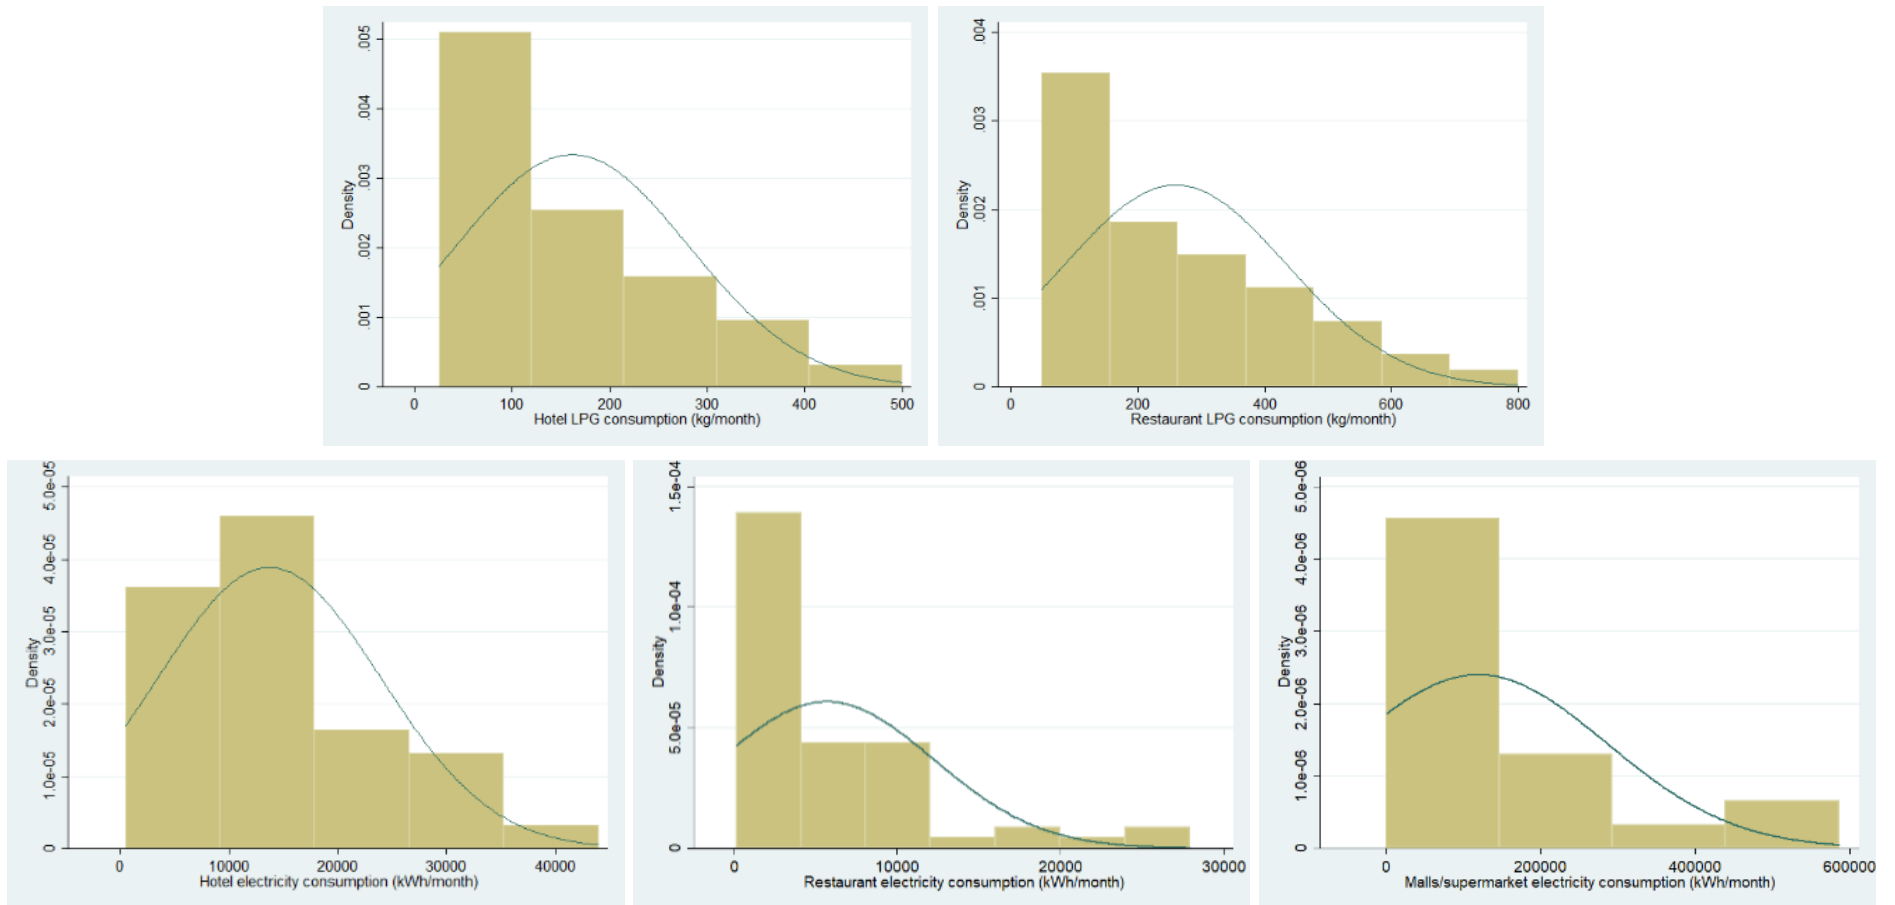 .005
.004
.003
.002
.001
0
Density
0 100 200 300 400 500
Hotel LPG consumption (kg/month)
.004
.003
.002
.001
0
Density
0 200 400 600 800
Restaurant LPG consumption (kg/month)
5.0e-05
4.0e-05
3.0e-05
2.0e-05
1.0e-05
0
Density
0 10000 20000 30000 40000
Hotel electricity consumption (kWh/month)
1.5e-04
1.0e-04
5.0e-05
0
Density
0 10000 20000 30000
Restaurant electricity consumption (kWh/month)
5.0e-06
4.0e-06
3.0e-06
2.0e-06
1.0e-06
0
Density
0 200000 400000 600000
Malls/supermarket electricity consumption (kWh/month)